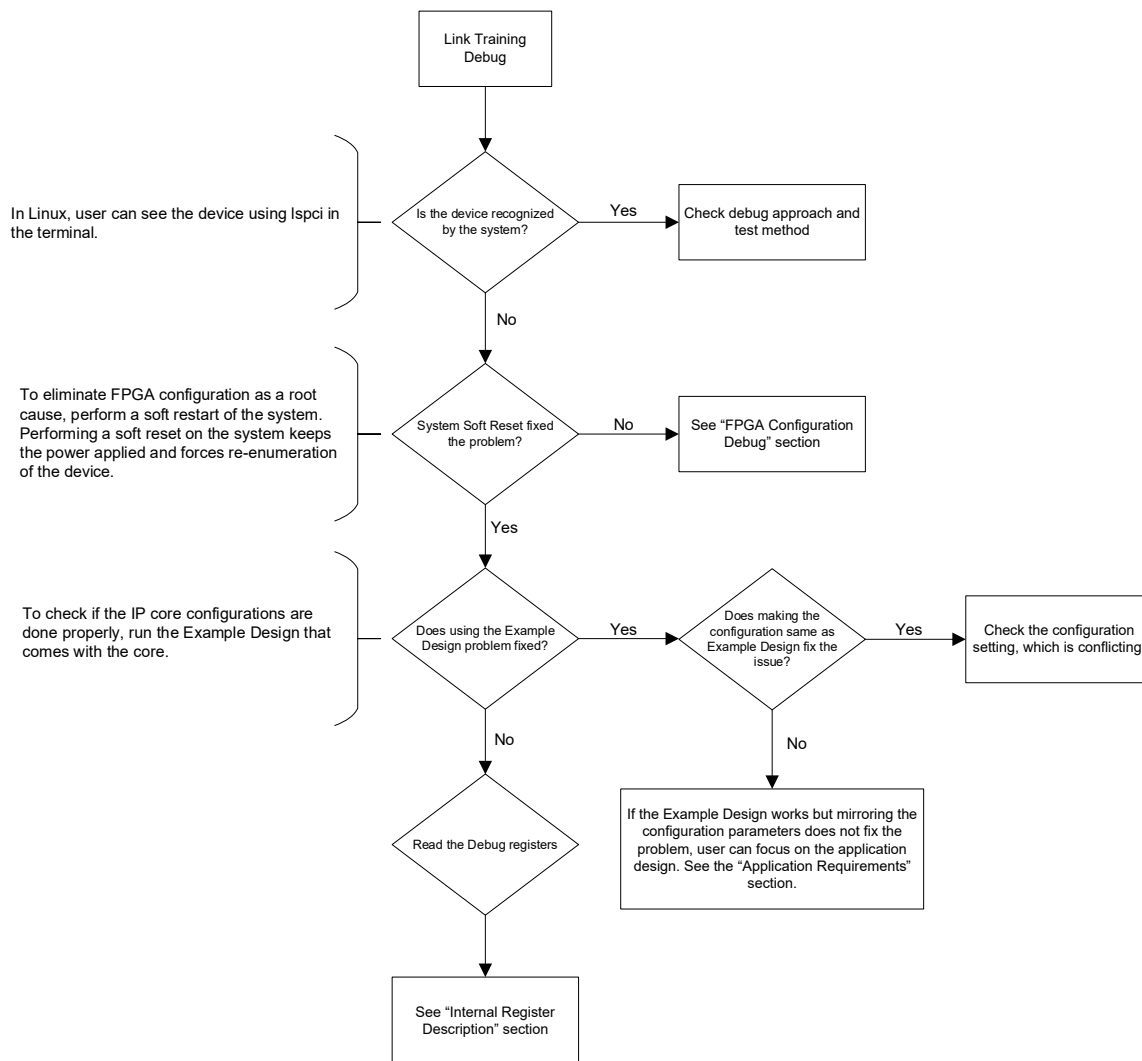 Link Training
Debug
In Linux, user can see the device using lspci in
the terminal.
Is the device recognized
by the system?
Yes
Check debug approach and
test method
No
To eliminate FPGA configuration as a root
cause, perform a soft restart of the system.
Performing a soft reset on the system keeps
the power applied and forces re-enumeration
of the device.
System Soft Reset fixed
the problem?
No
See “FPGA Configuration
Debug” section
Yes
To check if the IP core configurations are
done properly, run the Example Design that
comes with the core.
Does using the Example
Design problem fixed?
Yes
Does making the
configuration same as
Example Design fix the
issue?
Yes
Check the configuration
setting, which is conflicting.
No
No
Read the Debug registers
If the Example Design works but mirroring the
configuration parameters does not fix the
problem, user can focus on the application
design. See the “Application Requirements”
section.
See “Internal Register
Description” section